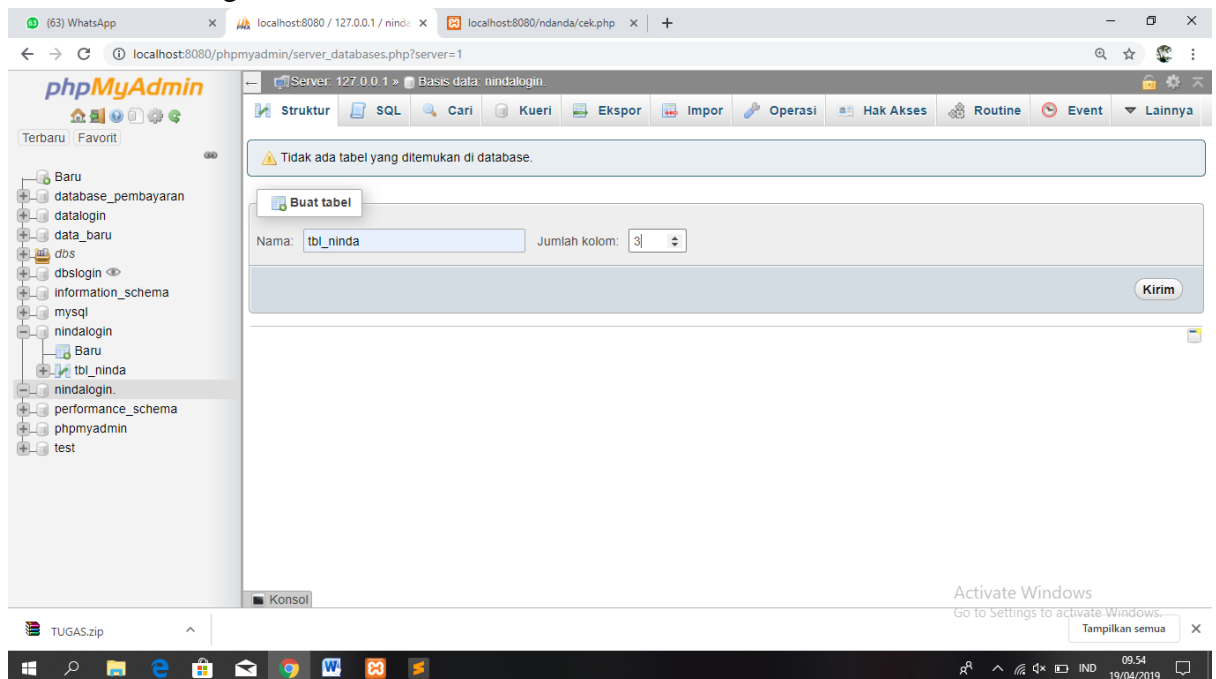 (63) WhatsApp
localhost:8080 / 127.0.0.1 / ninda
localhost:8080/ndanda/cek.php
localhost:8080/phpmyadmin/server_databases.php?server=1
phpMyAdmin
Terbaru Favorit
Baru
database_pembayaran
datalogin
data_baru
dbs
dbslogin
information_schema
mysql
nindalogin
Baru
tbl_ninda
nindalogin.
performance_schema
phpmyadmin
test
Server: 127.0.0.1 » Basis data: nindalogin.
Struktur SQL Cari Kueri Ekspor Impor Operasi Hak Akses Routine Event Lainnya
Tidak ada tabel yang ditemukan di database.
Buat tabel
Nama: tbl_ninda Jumlah kolom: 3
Kirim
Konsol
Activate Windows
Go to Settings to activate Windows.
TUGAS.zip
Tampilkan semua
IND
09.54
19/04/2019